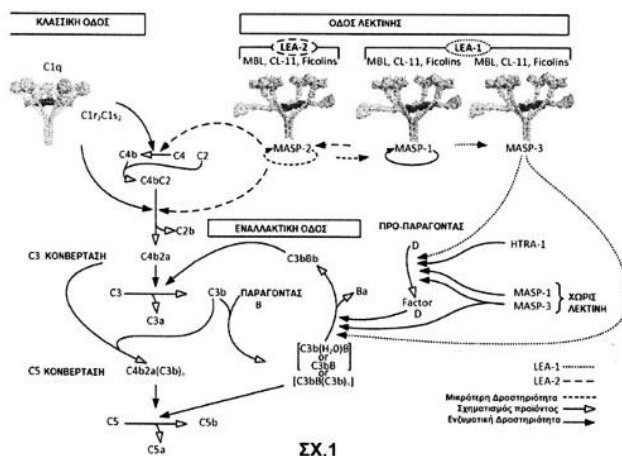 ΚΛΑΣΣΙΚΗ ΟΔΟΣ
ΟΔΟΣ ΛΕΚΤΙΝΗΣ
LEA-2
LEA-1
MBL, CL-11, Ficolins
MBL, CL-11, Ficolins
MBL, CL-11, Ficolins
C1q
C1r₂C1s₂
C4b
C4
C2
C4bC2
MASP-2
MASP-1
MASP-3
C2b
C4b2a
ΕΝΑΛΛΑΚΤΙΚΗ ΟΔΟΣ
ΠΡΟ-ΠΑΡΑΓΟΝΤΑΣ
D
HTRA-1
C3 ΚΟΝΒΕΡΤΑΣΗ
C3bBb
C3
C3a
C3b
ΠΑΡΑΓΟΝΤΑΣ
B
Ba
Factor
D
MASP-1
MASP-3
ΧΩΡΙΣ
ΛΕΚΤΙΝΗ
[C3b(H₂O)B
or
C3bB
or
[C3bB(C3b)ₙ]
C5 ΚΟΝΒΕΡΤΑΣΗ
C4b2a(C3b)ₙ
C5
C5b
C5a
LEA-1
LEA-2
Μικρότερη Δραστηριότητα
Σχηματισμός προϊόντος
Ενζυματική Δραστηριότητα
ΣΧ.1